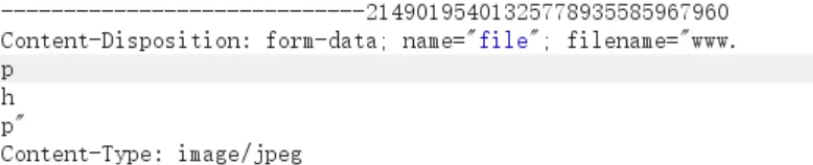 -----------------------------21490195401325778935585967960
Content-Disposition: form-data; name="file"; filename="www.
p
h
p"
Content-Type: image/jpeg